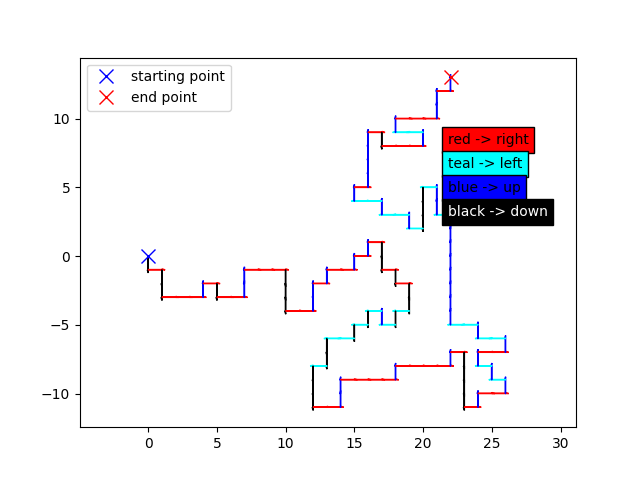 starting point
end point
red -> right
teal -> left
blue -> up
black -> down
10
5
0
−5
−10
0 5 10 15 20 25 30